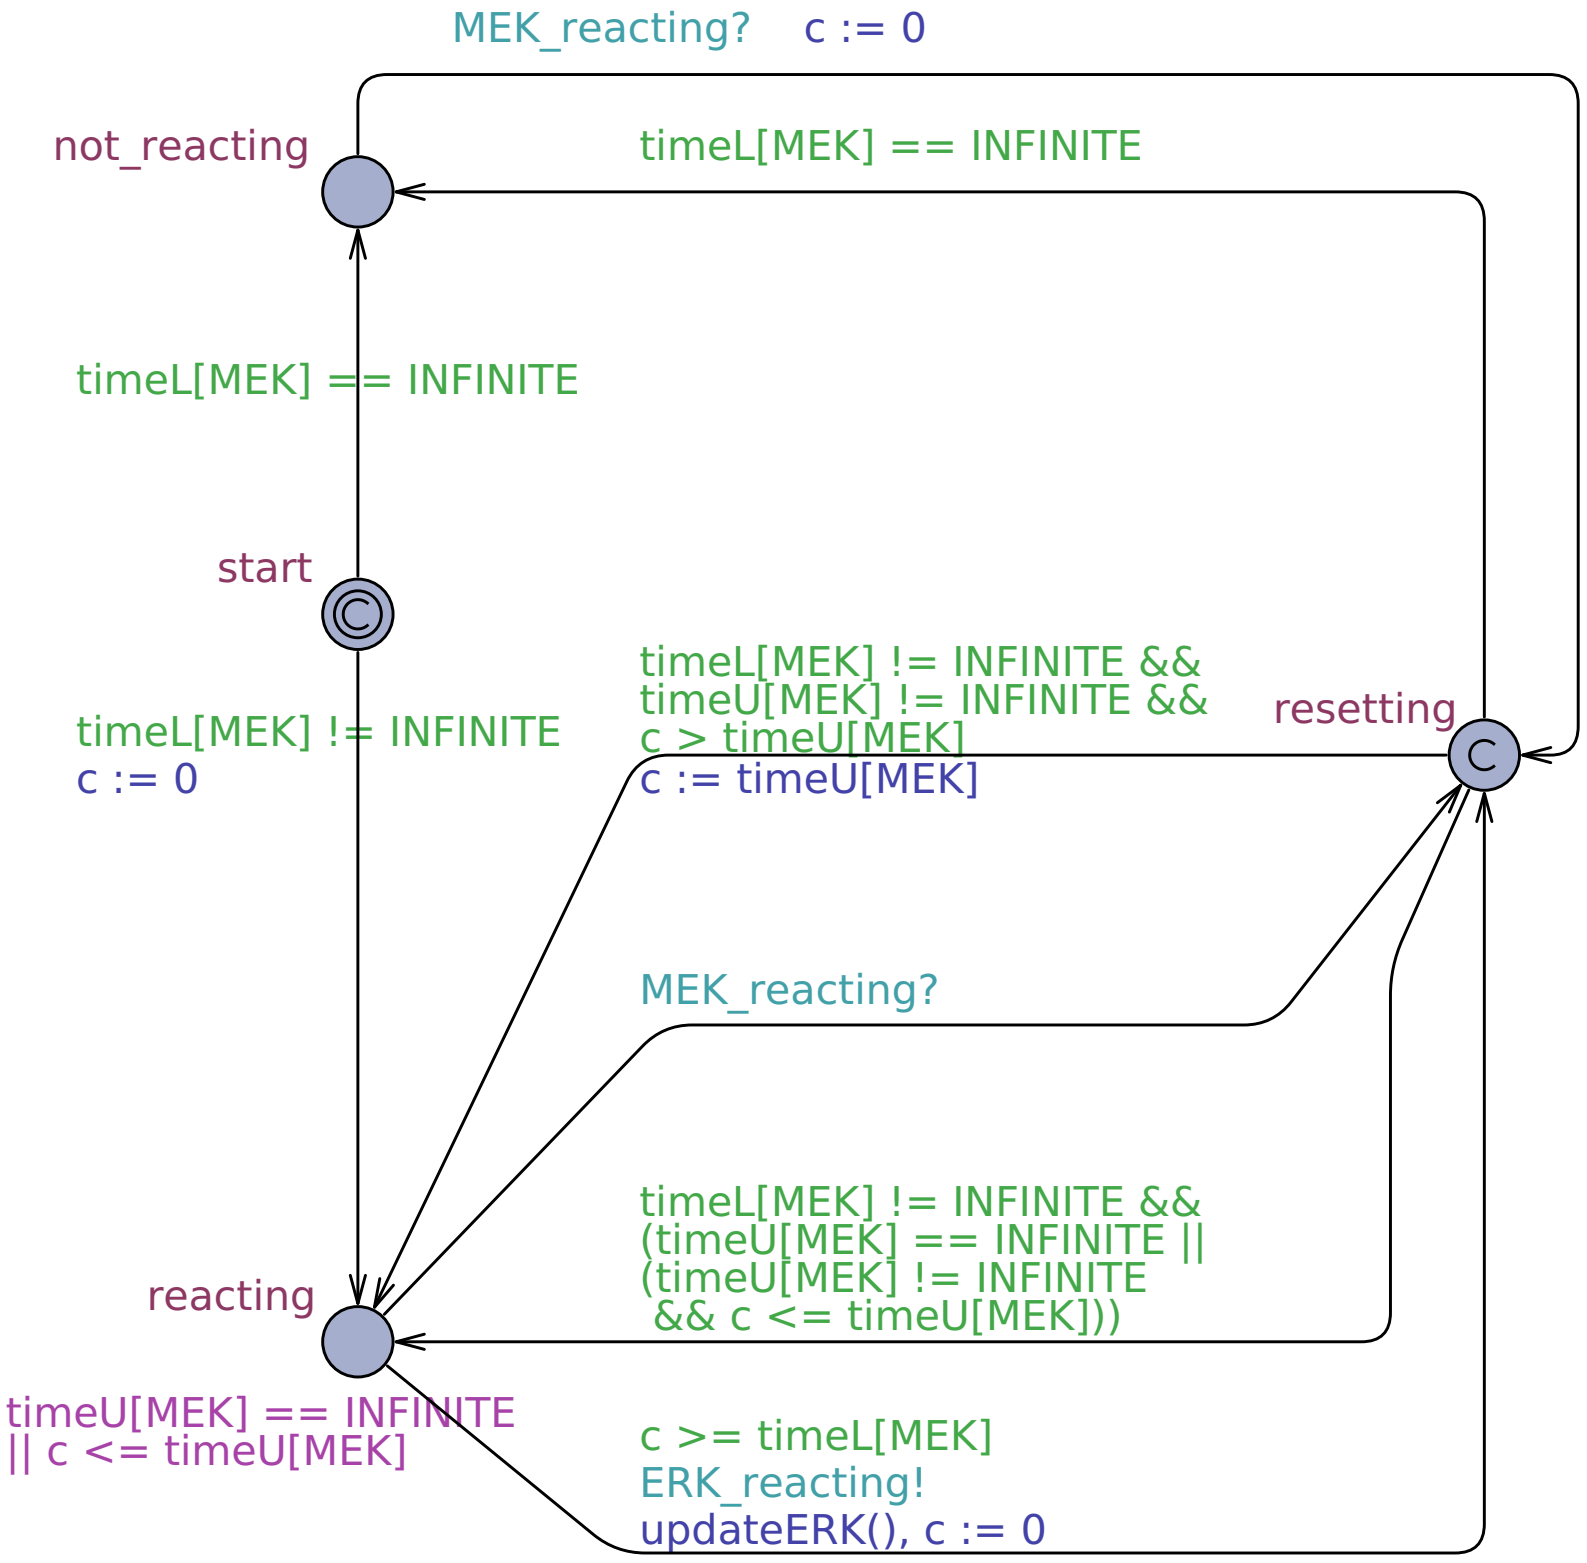 MEK_reacting? c := 0
not_reacting
timeL[MEK] == INFINITE
timeL[MEK] == INFINITE
start
C
timeL[MEK] != INFINITE
c := 0
timeL[MEK] != INFINITE &&
timeU[MEK] != INFINITE &&
c > timeU[MEK]
c := timeU[MEK]
resetting
C
MEK_reacting?
timeL[MEK] != INFINITE &&
(timeU[MEK] == INFINITE ||
(timeU[MEK] != INFINITE
&& c <= timeU[MEK]))
reacting
timeU[MEK] == INFINITE
|| c <= timeU[MEK]
c >= timeL[MEK]
ERK_reacting!
updateERK(), c := 0